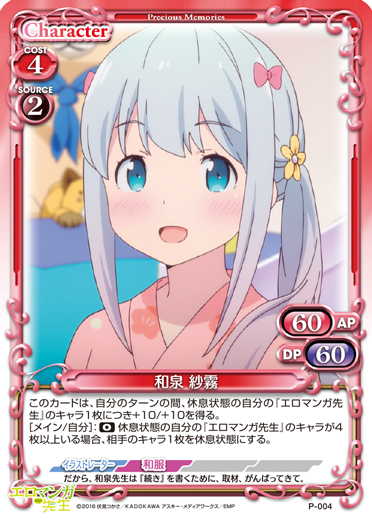 Precious Memories
Character
COST
4
SOURCE
2
60 AP
DP 60
和泉 紗霧
このカードは、自分のターンの間、休息状態の自分の『エロマンガ先
生』のキャラ1枚につき+10/+10を得る。
[メイン/自分]:0 休息状態の自分の『エロマンガ先生』のキャラが4
枚以上いる場合、相手のキャラ1枚を休息状態にする。
イラストレーター 和服
だから、和泉先生は『続き』を書くために、取材、がんばってきて。
エロマンガ
先生
©2016 伏見つかさ/KADOKAWA アスキー・メディアワークス/EMP
P-004